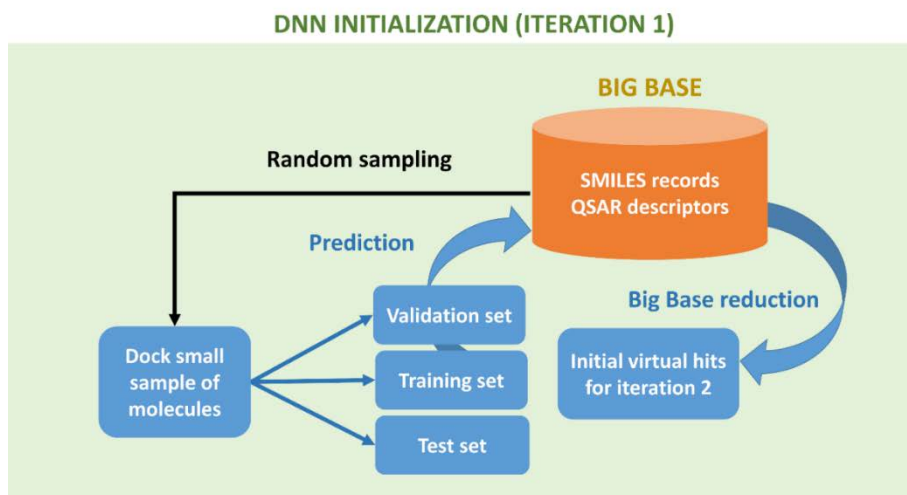 DNN INITIALIZATION (ITERATION 1)
BIG BASE
Random sampling
SMILES records
QSAR descriptors
Prediction
Big Base reduction
Validation set
Dock small
sample of
molecules
Training set
Test set
Initial virtual hits
for iteration 2